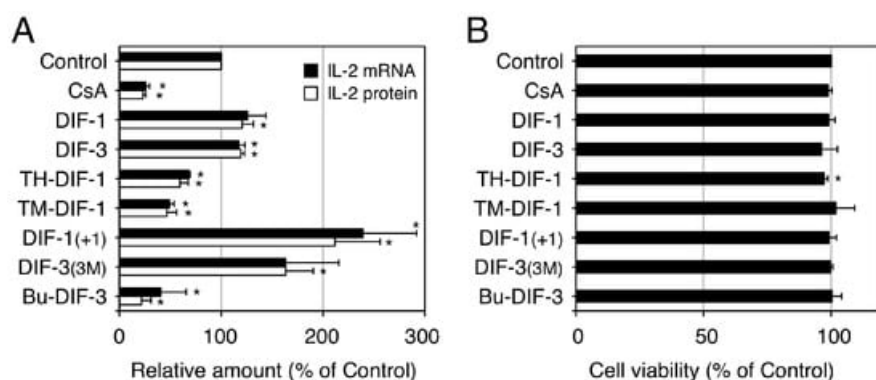 A
Control
CsA
DIF-1
DIF-3
TH-DIF-1
TM-DIF-1
DIF-1(+1)
DIF-3(3M)
Bu-DIF-3
IL-2 mRNA
IL-2 protein
* 
*
*
*
*
*
*
*
*
*
*
*
*
*
0 100 200 300
Relative amount (% of Control)
B
Control
CsA
DIF-1
DIF-3
TH-DIF-1
TM-DIF-1
DIF-1(+1)
DIF-3(3M)
Bu-DIF-3
*
0 50 100
Cell viability (% of Control)